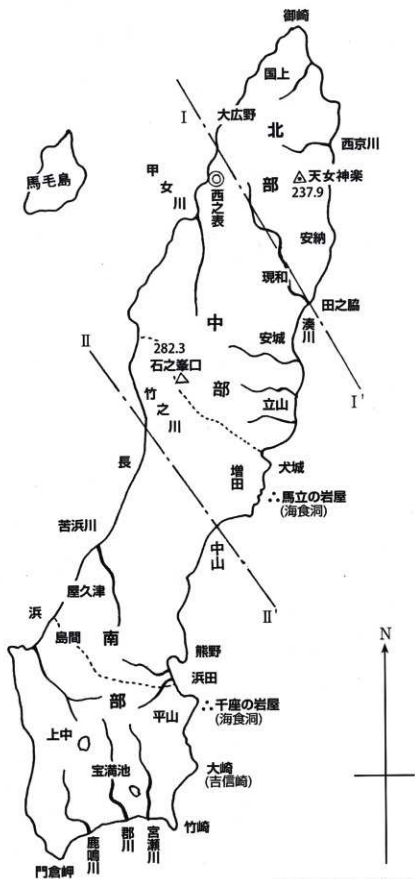 御崎
国上
大広野
I
北
西京川
馬毛島
甲女川
西之表
部
天女神楽
237.9
安納
現和
田之脇
湊川
中
安城
282.3
石之峯口
II
部
I'
立山
竹之川
長
増田
犬城
馬立の岩屋
(海食洞)
苦浜川
中山
屋久津
II'
浜
島間
南
熊野
浜田
N
部
平山
千座の岩屋
(海食洞)
上中
宝満池
大崎
(吉信崎)
竹崎
宮瀬川
郡川
鹿鳴川
門倉岬